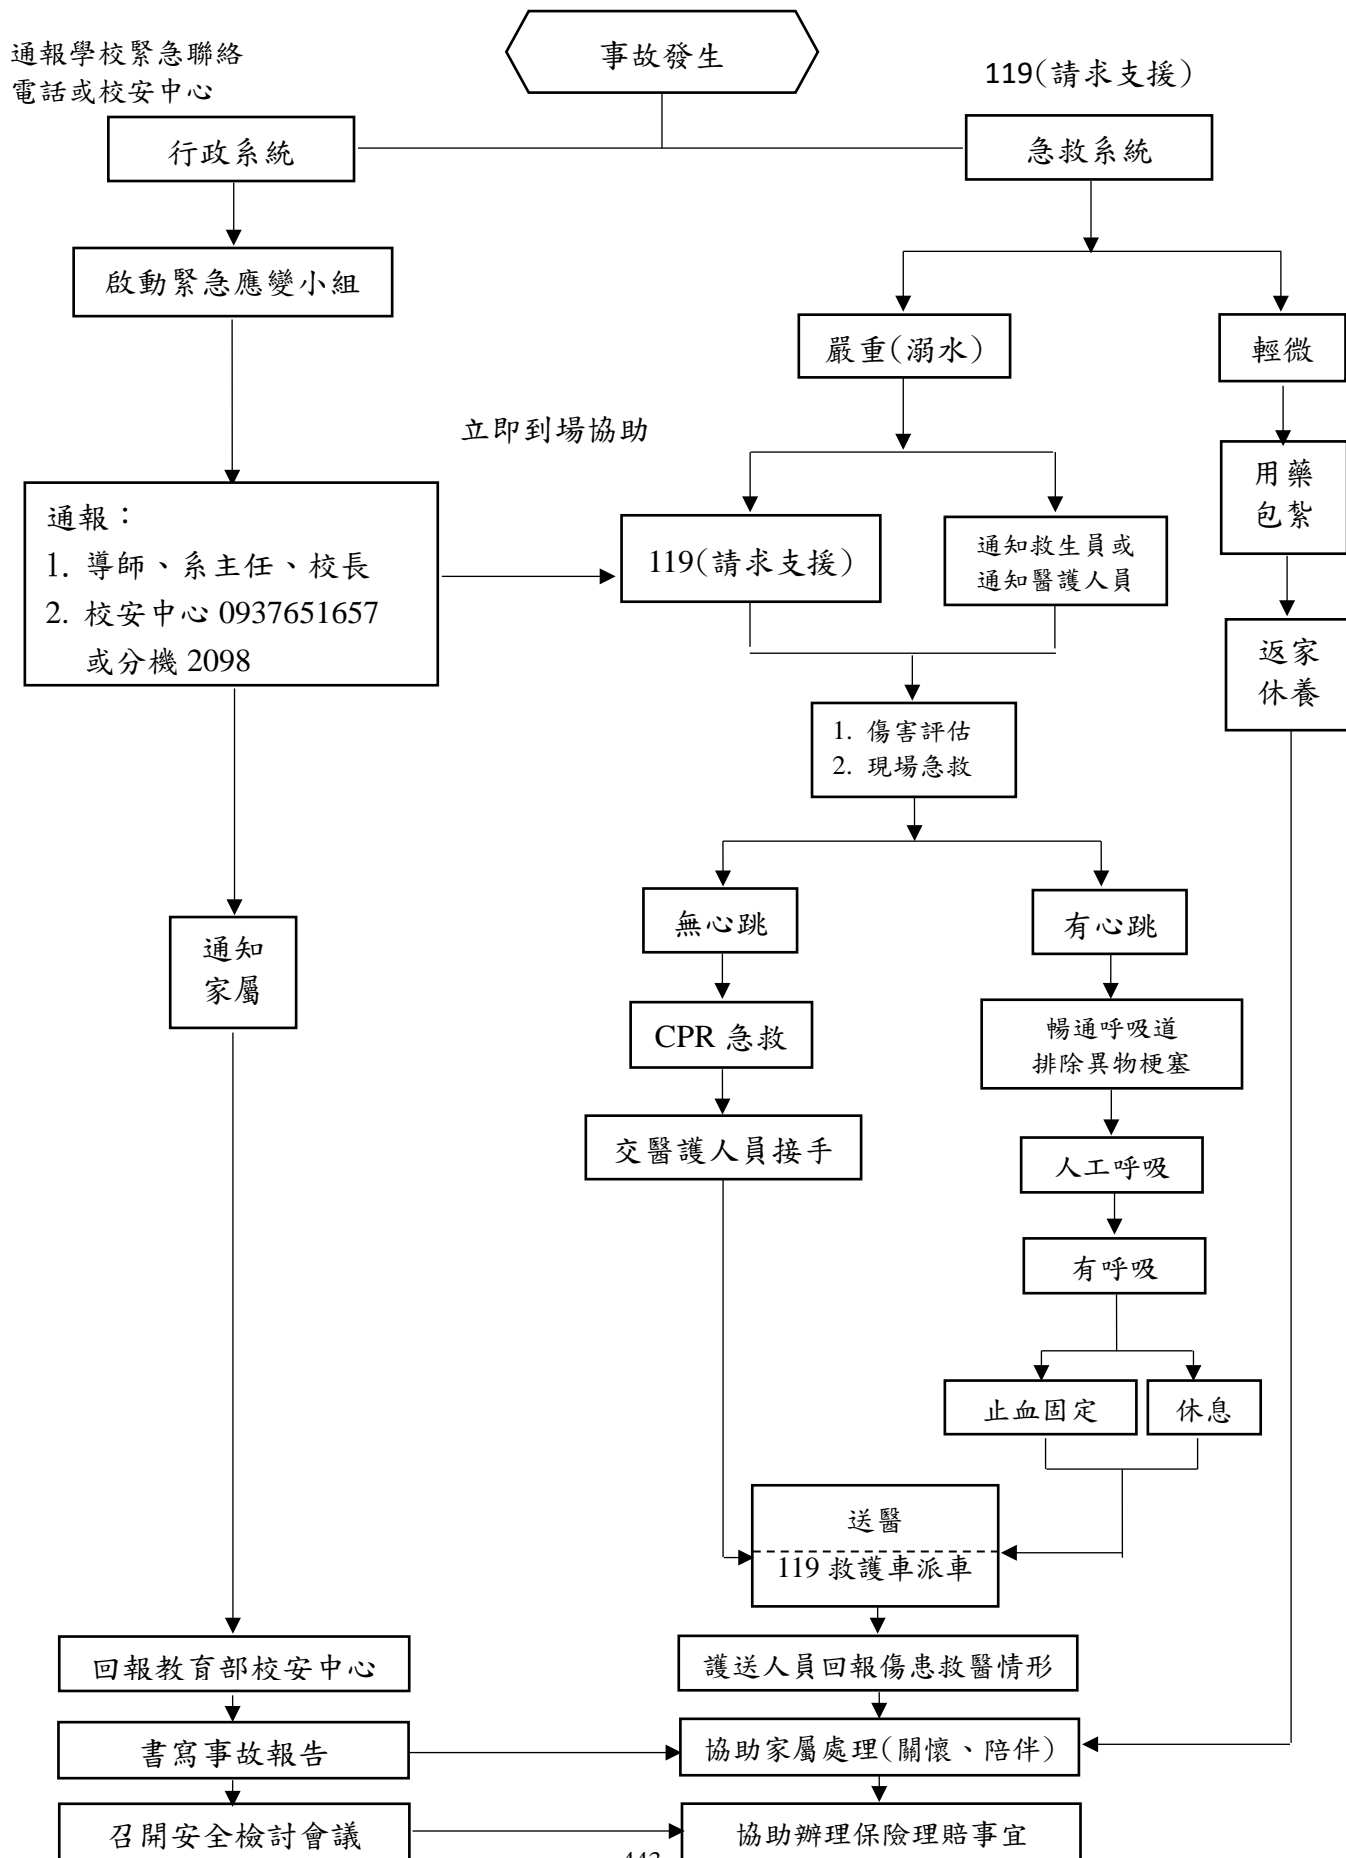 事故發生
通報學校緊急聯絡
電話或校安中心
119(請求支援)
行政系統
急救系統
啟動緊急應變小組
嚴重(溺水)
輕微
立即到場協助
用藥
包紮
通報：
1. 導師、系主任、校長
2. 校安中心 0937651657
或分機 2098
119(請求支援)
通知救生員或
通知醫護人員
返家
休養
1. 傷害評估
2. 現場急救
無心跳
有心跳
通知
家屬
CPR 急救
暢通呼吸道
排除異物梗塞
交醫護人員接手
人工呼吸
有呼吸
止血固定
休息
送醫
119 救護車派車
回報教育部校安中心
護送人員回報傷患救醫情形
書寫事故報告
協助家屬處理(關懷、陪伴)
召開安全檢討會議
協助辦理保險理賠事宜